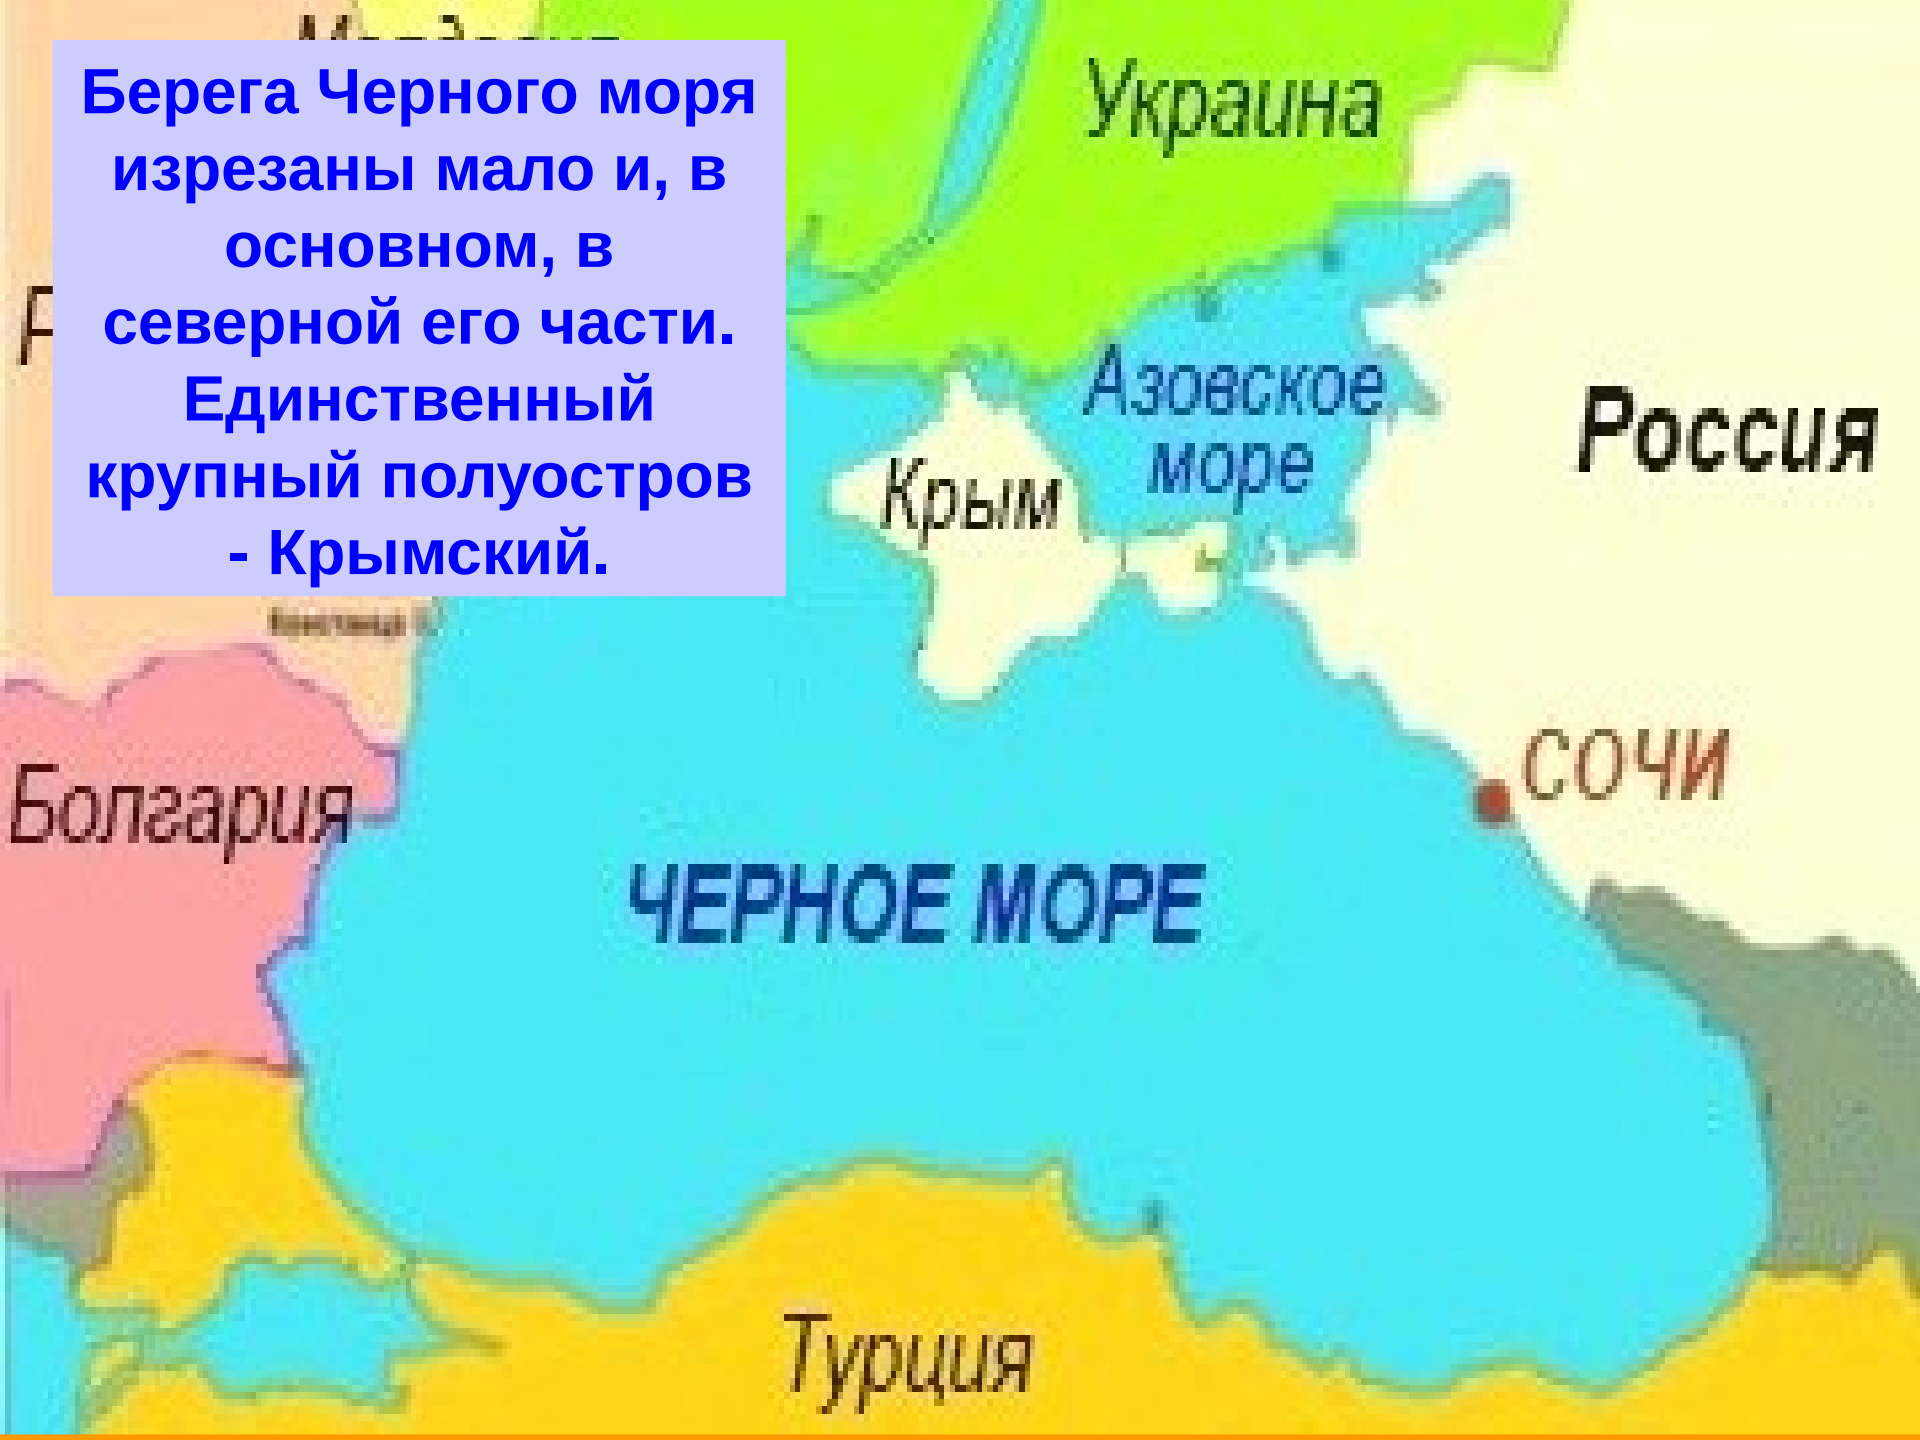 Берега Черного моря
изрезаны мало и, в
основном, в
северной его части.
Единственный
крупный полуостров
- Крымский.
Украина
Азовское
море
Крым
Россия
Констанца
СОЧИ
Болгария
ЧЕРНОЕ МОРЕ
Турция